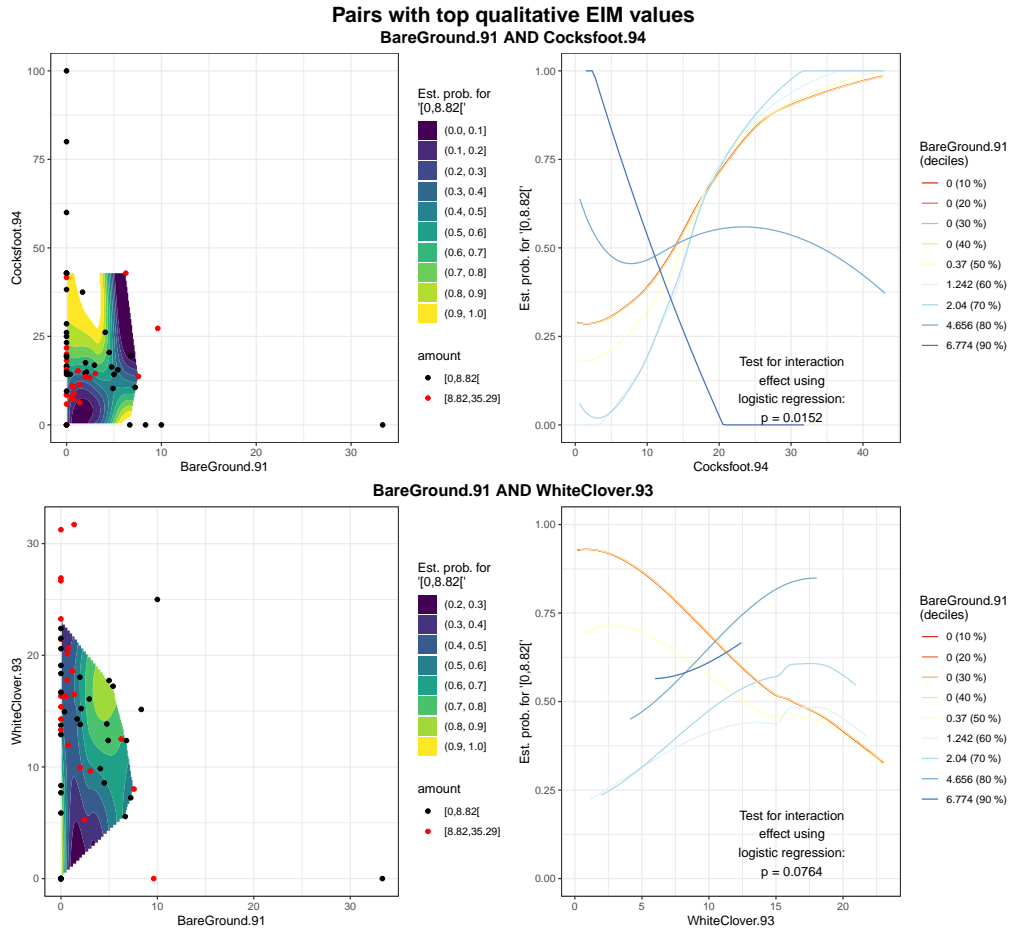 Pairs with top qualitative EIM values
BareGround.91 AND Cocksfoot.94
Cocksfoot.94
100
75
50
25
0
0
10
20
30
BareGround.91
Est. prob. for
'[0,8.82['
(0.0, 0.1]
(0.1, 0.2]
(0.2, 0.3]
(0.3, 0.4]
(0.4, 0.5]
(0.5, 0.6]
(0.6, 0.7]
(0.7, 0.8]
(0.8, 0.9]
(0.9, 1.0]
amount
[0,8.82[
[8.82,35.29]
Est. prob. for '[0,8.82['
1.00
0.75
0.50
0.25
0.00
Test for interaction
effect using
logistic regression:
p = 0.0152
0
10
20
30
40
Cocksfoot.94
BareGround.91
(deciles)
0 (10 %)
0 (20 %)
0 (30 %)
0 (40 %)
0.37 (50 %)
1.242 (60 %)
2.04 (70 %)
4.656 (80 %)
6.774 (90 %)
BareGround.91 AND WhiteClover.93
WhiteClover.93
30
20
10
0
0
10
20
30
BareGround.91
Est. prob. for
'[0,8.82['
(0.2, 0.3]
(0.3, 0.4]
(0.4, 0.5]
(0.5, 0.6]
(0.6, 0.7]
(0.7, 0.8]
(0.8, 0.9]
(0.9, 1.0]
amount
[0,8.82[
[8.82,35.29]
Est. prob. for '[0,8.82['
1.00
0.75
0.50
0.25
0.00
Test for interaction
effect using
logistic regression:
p = 0.0764
0
5
10
15
20
WhiteClover.93
BareGround.91
(deciles)
0 (10 %)
0 (20 %)
0 (30 %)
0 (40 %)
0.37 (50 %)
1.242 (60 %)
2.04 (70 %)
4.656 (80 %)
6.774 (90 %)